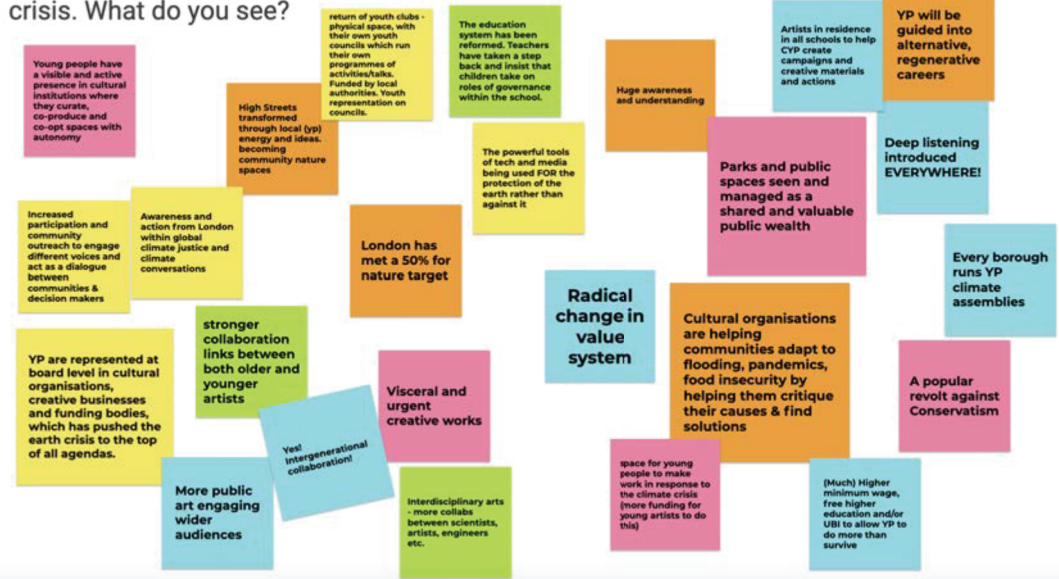 crisis. What do you see?
Young people have
a visible and active
presence in cultural
institutions where
they curate,
co-produce and
co-opt spaces with
autonomy
High Streets
transformed
through local (yp)
energy and ideas.
becoming
community nature
spaces
return of youth clubs -
physical space, with
their own youth
councils which run
their own
programmes of
activities/talks.
Funded by local
authorities. Youth
representation on
councils.
The education
system has been
reformed. Teachers
have taken a step
back and insist that
children take on
roles of governance
within the school.
Huge awareness
and understanding
Artists in residence
in all schools to help
CYP create
campaigns and
creative materials
and actions
YP will be
guided into
alternative,
regenerative
careers
The powerful tools
of tech and media
being used FOR the
protection of the
earth rather than
against it
Parks and public
spaces seen and
managed as a
shared and valuable
public wealth
Deep listening
introduced
EVERYWHERE!
Increased
participation and
community
outreach to engage
different voices and
act as a dialogue
between
communities &
decision makers
Awareness and
action from London
within global
climate justice and
climate
conversations
London has
met a 50% for
nature target
Every borough
runs YP
climate
assemblies
Radical
change in
value
system
Cultural organisations
are helping
communities adapt to
flooding, pandemics,
food insecurity by
helping them critique
their causes & find
solutions
YP are represented at
board level in cultural
organisations,
creative businesses
and funding bodies,
which has pushed the
earth crisis to the top
of all agendas.
stronger
collaboration
links between
both older and
younger
artists
Yes!
Intergenerational
collaboration!
Visceral and
urgent
creative works
A popular
revolt against
Conservatism
More public
art engaging
wider
audiences
Interdisciplinary arts
- more collabs
between scientists,
artists, engineers
etc.
space for young
people to make
work in response to
the climate crisis
(more funding for
young artists to do
this)
(Much) Higher
minimum wage,
free higher
education and/or
UBI to allow YP to
do more than
survive